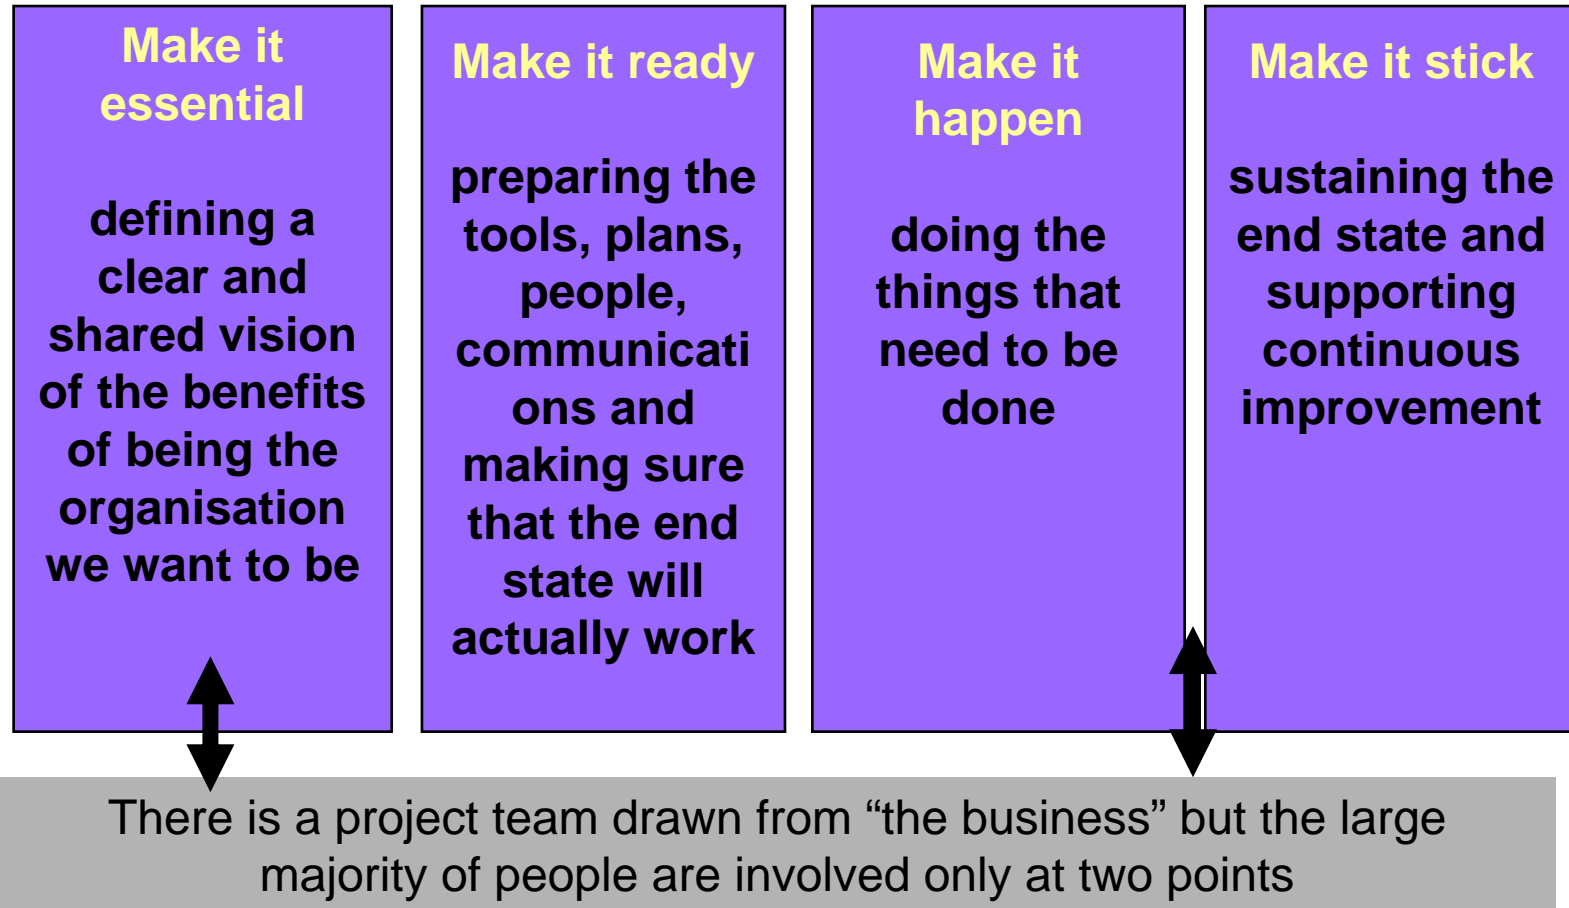 Make it
essential
defining a
clear and
shared vision
of the benefits
of being the
organisation
we want to be
Make it ready
preparing the
tools, plans,
people,
communicati
ons and
making sure
that the end
state will
actually work
Make it
happen
doing the
things that
need to be
done
Make it stick
sustaining the
end state and
supporting
continuous
improvement
There is a project team drawn from “the business” but the large
majority of people are involved only at two points